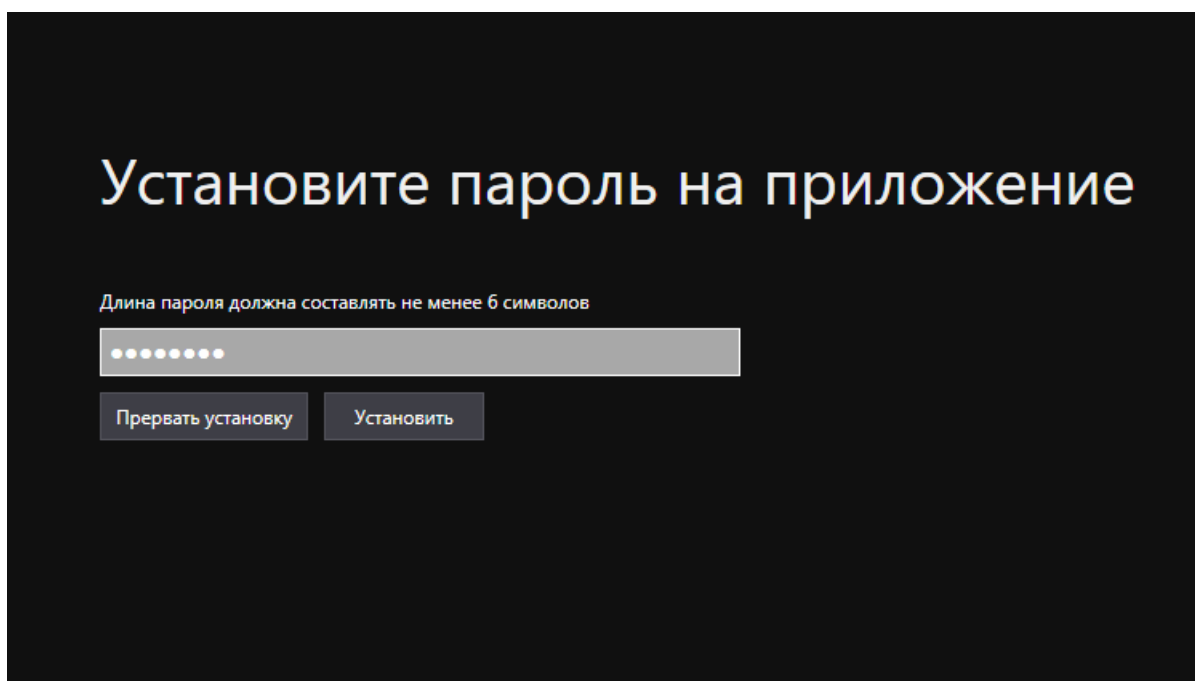 Установите пароль на приложение
Длина пароля должна составлять не менее 6 символов
Прервать установку
Установить